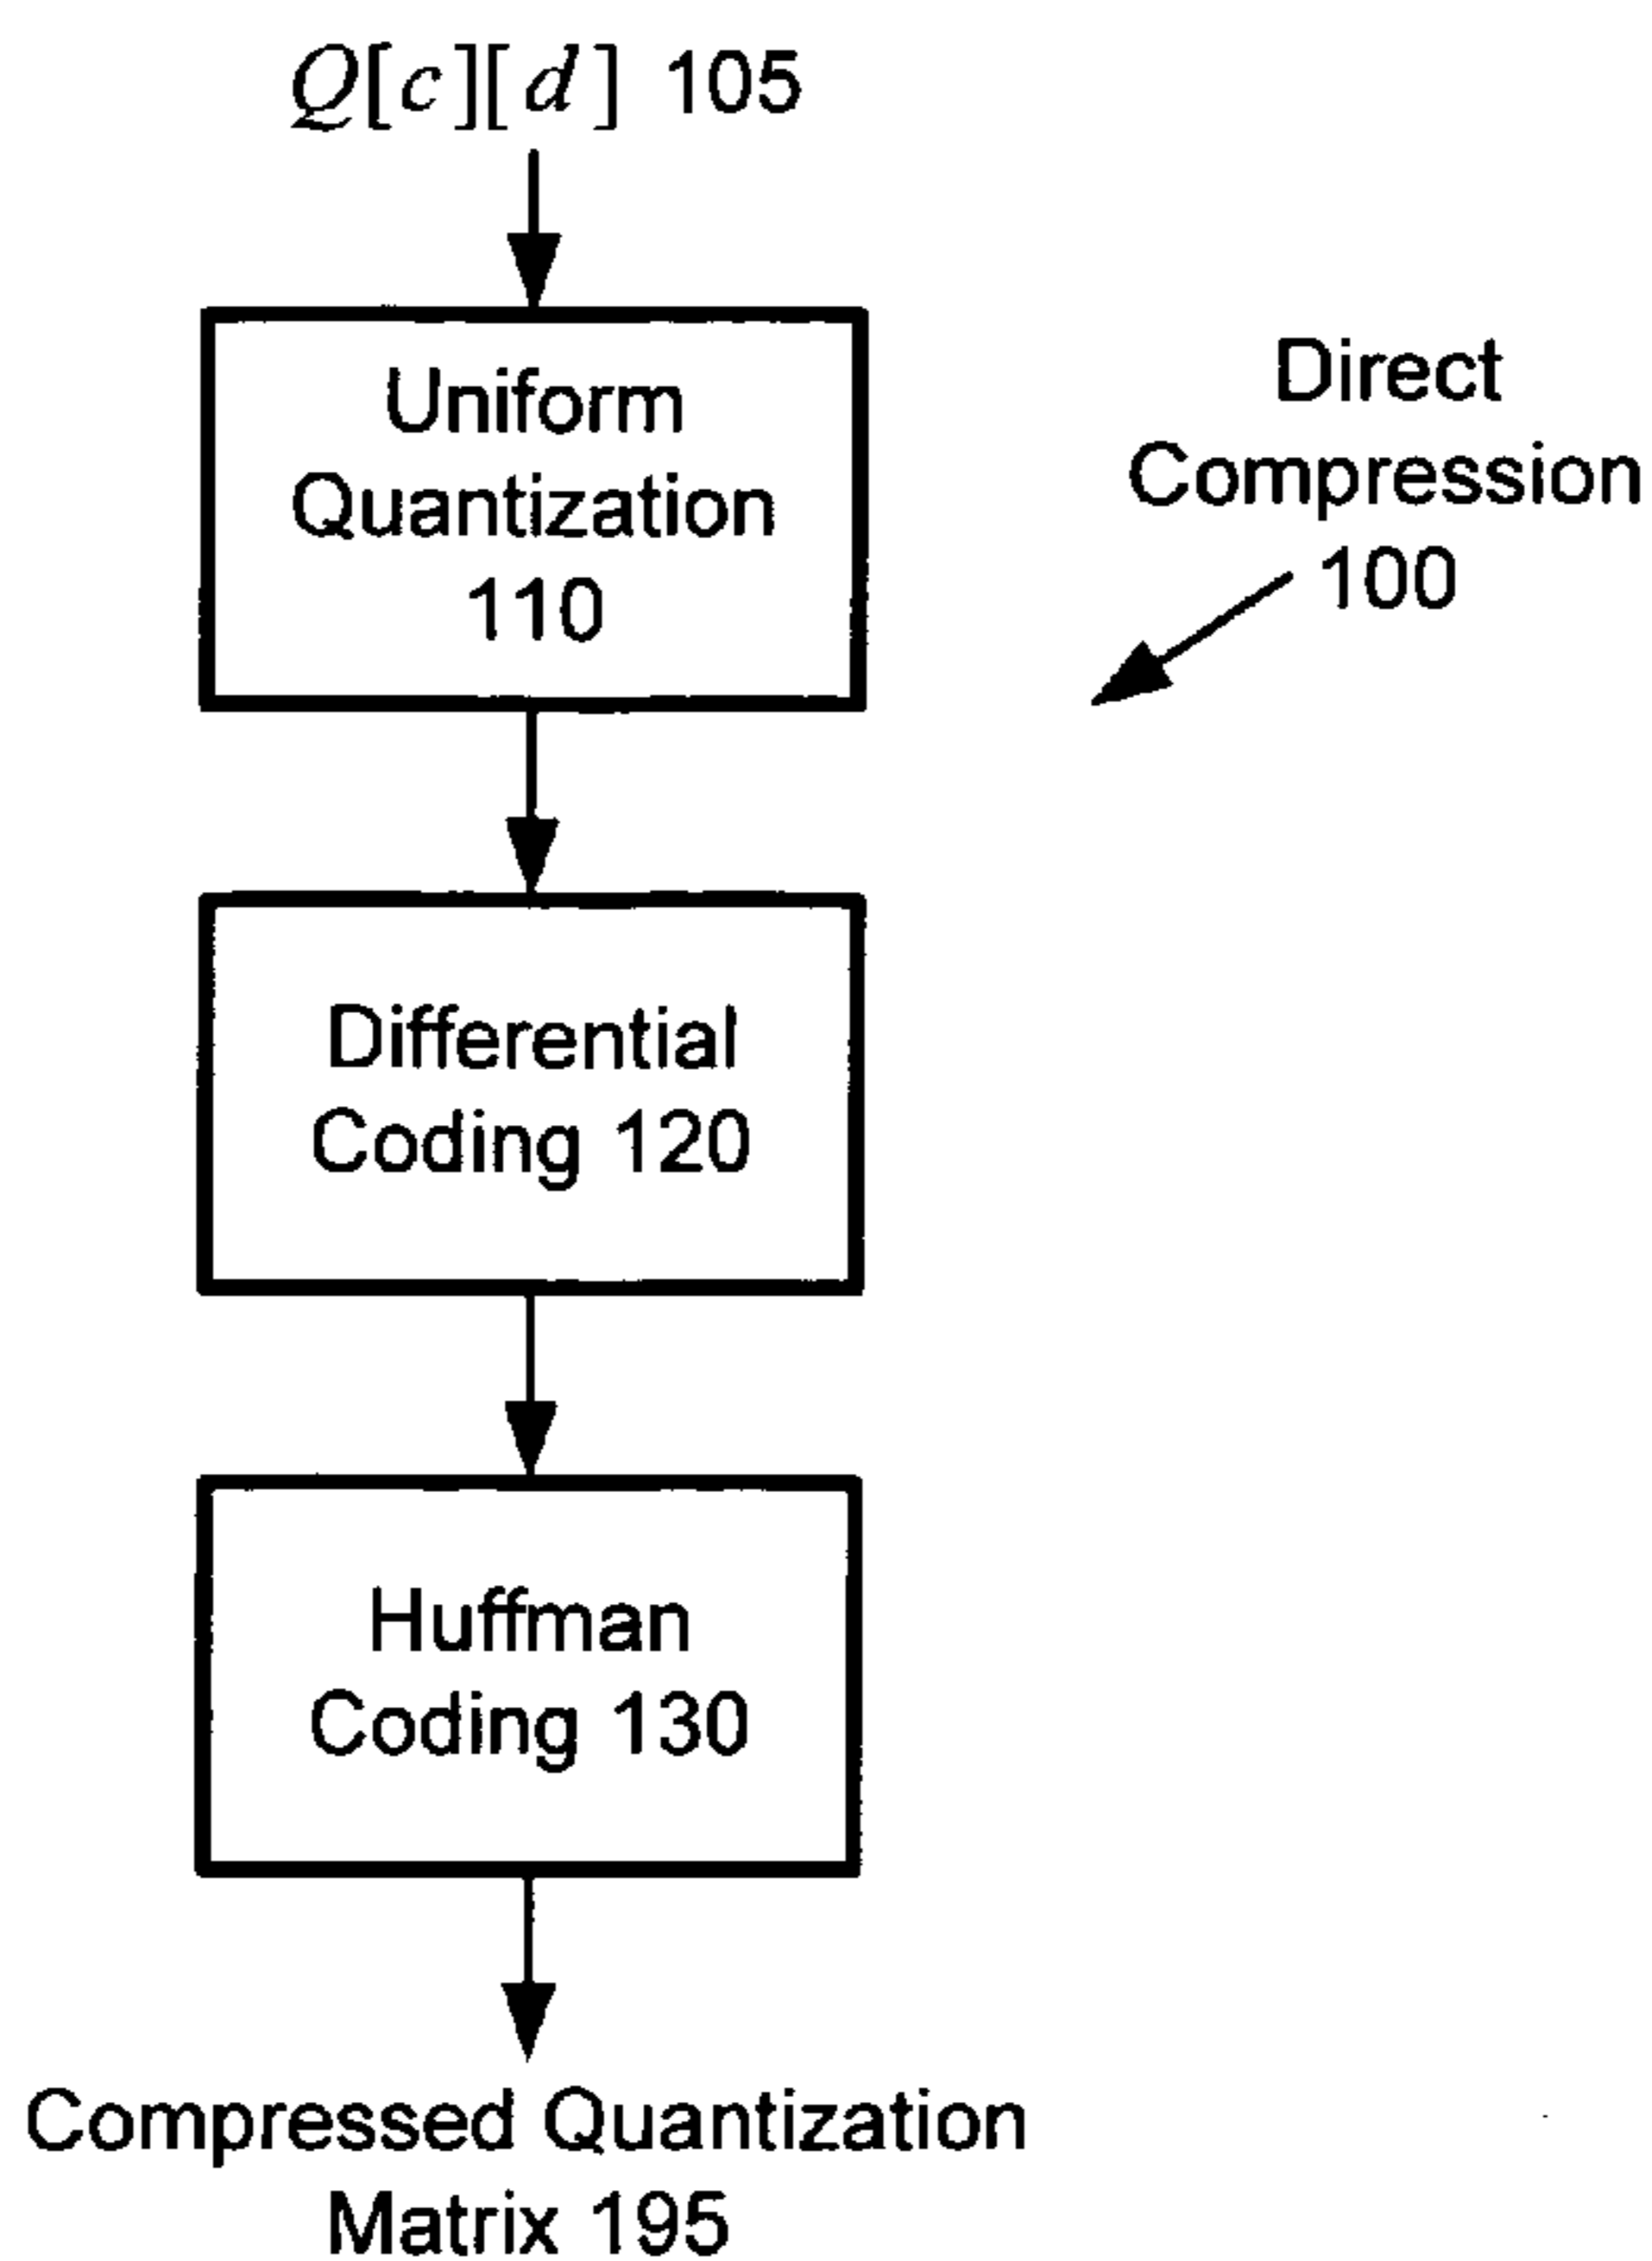 Q[c][d] 105
Uniform
Quantization
110
Direct
Compression
100
Differential
Coding 120
Huffman
Coding 130
Compressed Quantization
Matrix 195